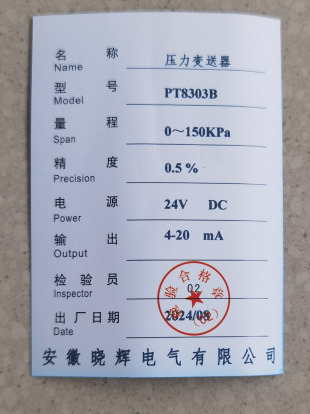 名 称 压力变送器
Name
型 号 PT8303B
Model
量 程 0～150KPa
Span
精 度 0.5 %
Precision
电 源 24V DC
Power
输 出 4-20 mA
Output
检 验 员 02
Inspector
出 厂 日 期 2024/08
Date
安徽晓辉电气有限公司